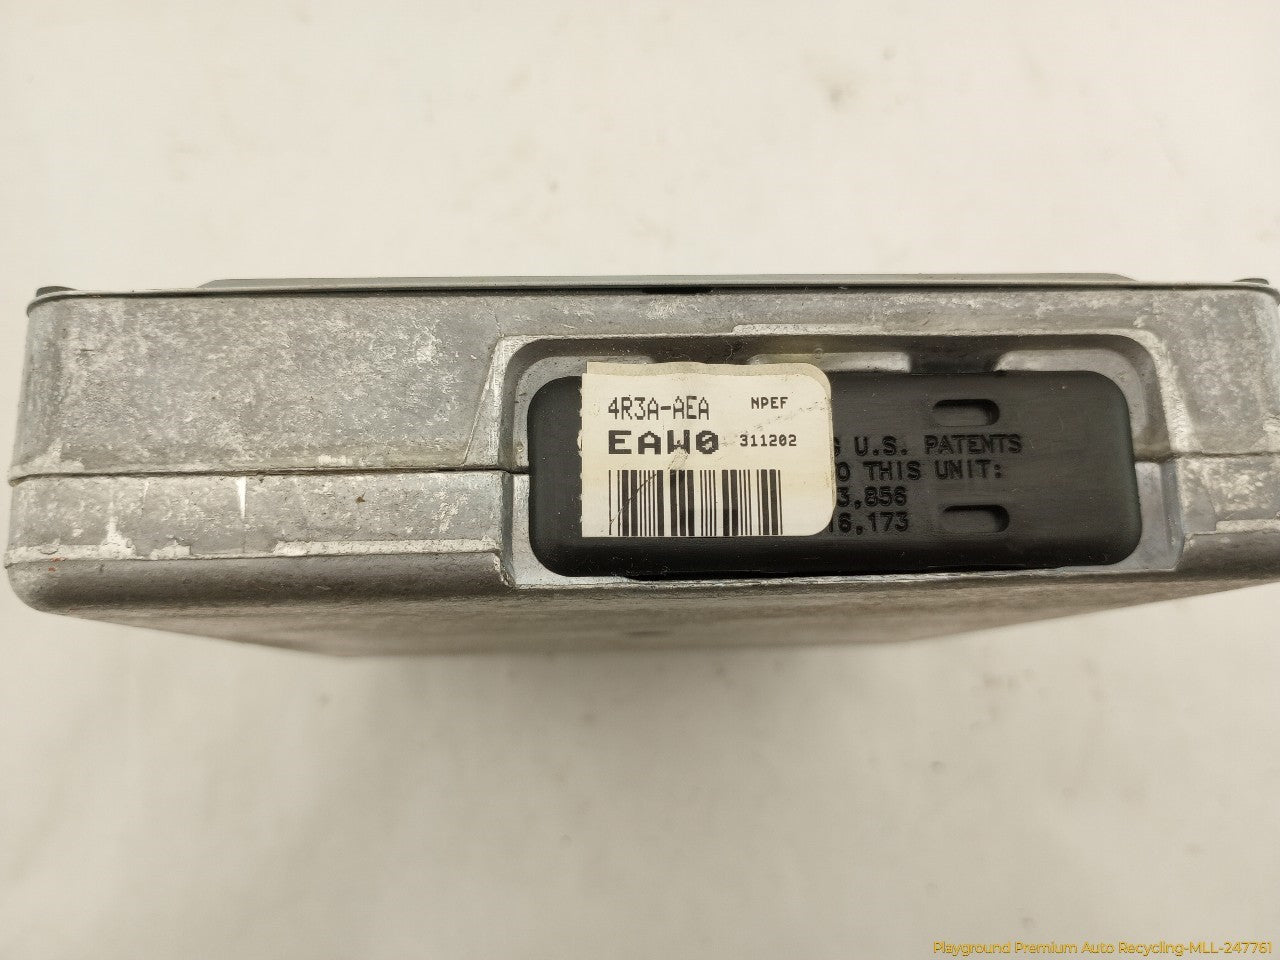 4R3A-AEA NPEF
EAW0 311202
U.S. PATENTS
THIS UNIT:
3,856
16,173
Playground Premium Auto Recycling-MLL-247761